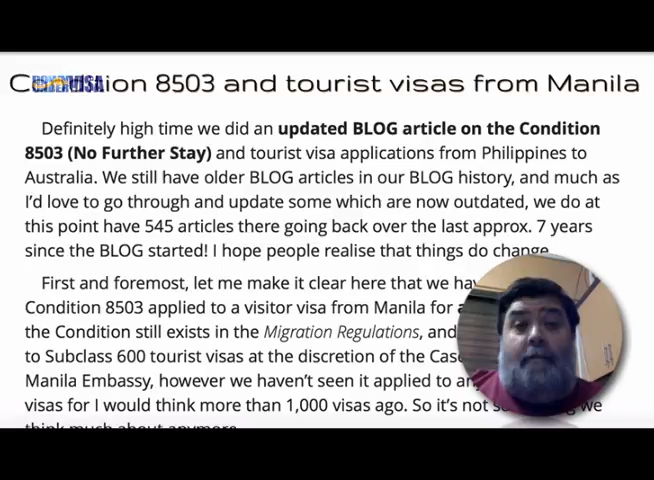 Condition 8503 and tourist visas from Manila
Definitely high time we did an updated BLOG article on the Condition
8503 (No Further Stay) and tourist visa applications from Philippines to
Australia. We still have older BLOG articles in our BLOG history, and much as
I'd love to go through and update some which are now outdated, we do at
this point have 545 articles there going back over the last approx. 7 years
since the BLOG started! I hope people realise that things do change.
First and foremost, let me make it clear here that we
Condition 8503 applied to a visitor visa from Manila for
the Condition still exists in the Migration Regulations, and
to Subclass 600 tourist visas at the discretion of the
Manila Embassy, however we haven't seen it applied to
visas for I would think more than 1,000 visas ago. So it's not we
think much about anymore.